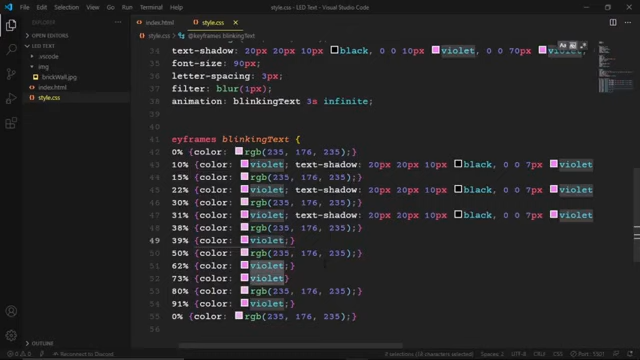 File Edit Selection View Go Run Terminal Help
style.css - LED Text - Visual Studio Code
EXPLORER
index.html
style.css
LED TEXT
.vscode
img
brickWall.jpg
index.html
style.css
style.css > @keyframes blinkingText
34 text-shadow: 20px 20px 10px black, 0 0 10px violet, 0 0 70px violet,
35 font-size: 90px;
36 letter-spacing: 3px;
37 filter: blur(1px);
38 animation: blinkingText 3s infinite;
39
40
41 eyframes blinkingText {
42 0% {color: rgb(235, 176, 235);}
43 10% {color: violet; text-shadow: 20px 20px 10px black, 0 0 7px violet
44 15% {color: rgb(235, 176, 235);}
45 22% {color: violet; text-shadow: 20px 20px 10px black, 0 0 7px violet
46 30% {color: rgb(235, 176, 235);}
47 31% {color: violet; text-shadow: 20px 20px 10px black, 0 0 7px violet
48 38% {color: rgb(235, 176, 235);}
49 39% {color: violet;}
50 50% {color: rgb(235, 176, 235);}
51 62% {color: violet;}
52 73% {color: violet}
53 80% {color: rgb(235, 176, 235);}
54 91% {color: violet;}
55 0% {color: rgb(235, 176, 235);}
56
OUTLINE
Reconnect to Discord
3 selections (38 characters selected)
Spaces: 2
UTF-8
CRLF
CSS
Port: 5501